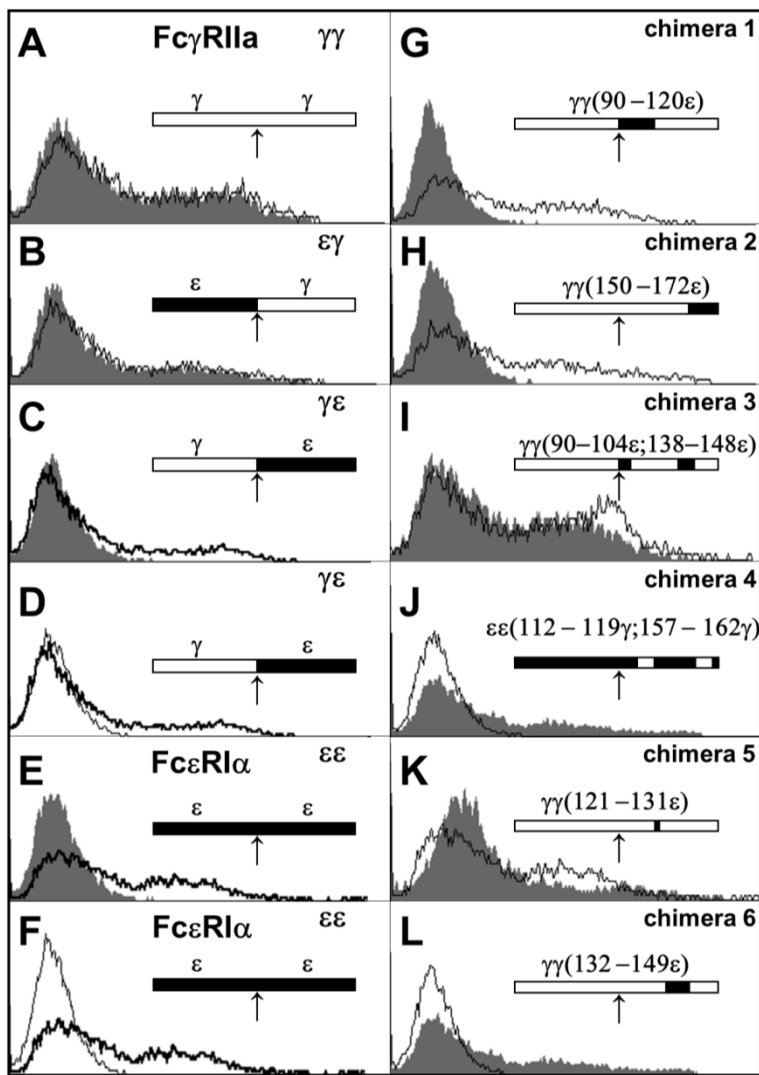 A FcγRIIa γγ
γ γ
B εγ
ε γ
C γε
γ ε
D γε
γ ε
E FcεRIα εε
ε ε
F FcεRIα εε
ε ε
G chimera 1
γγ(90–120ε)
H chimera 2
γγ(150–172ε)
I chimera 3
γγ(90–104ε;138–148ε)
J chimera 4
εε(112 – 119γ;157 – 162γ)
K chimera 5
γγ(121–131ε)
L chimera 6
γγ(132–149ε)